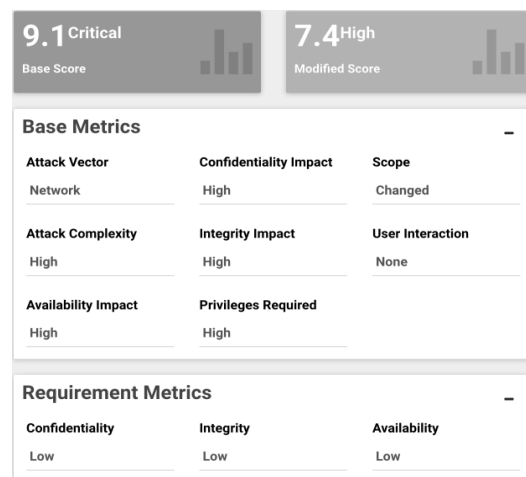 9.1 Critical 7.4 High
Base Score Modified Score
Base Metrics –
Attack Vector Confidentiality Impact Scope
Network High Changed
Attack Complexity Integrity Impact User Interaction
High High None
Availability Impact Privileges Required
High High
Requirement Metrics –
Confidentiality Integrity Availability
Low Low Low